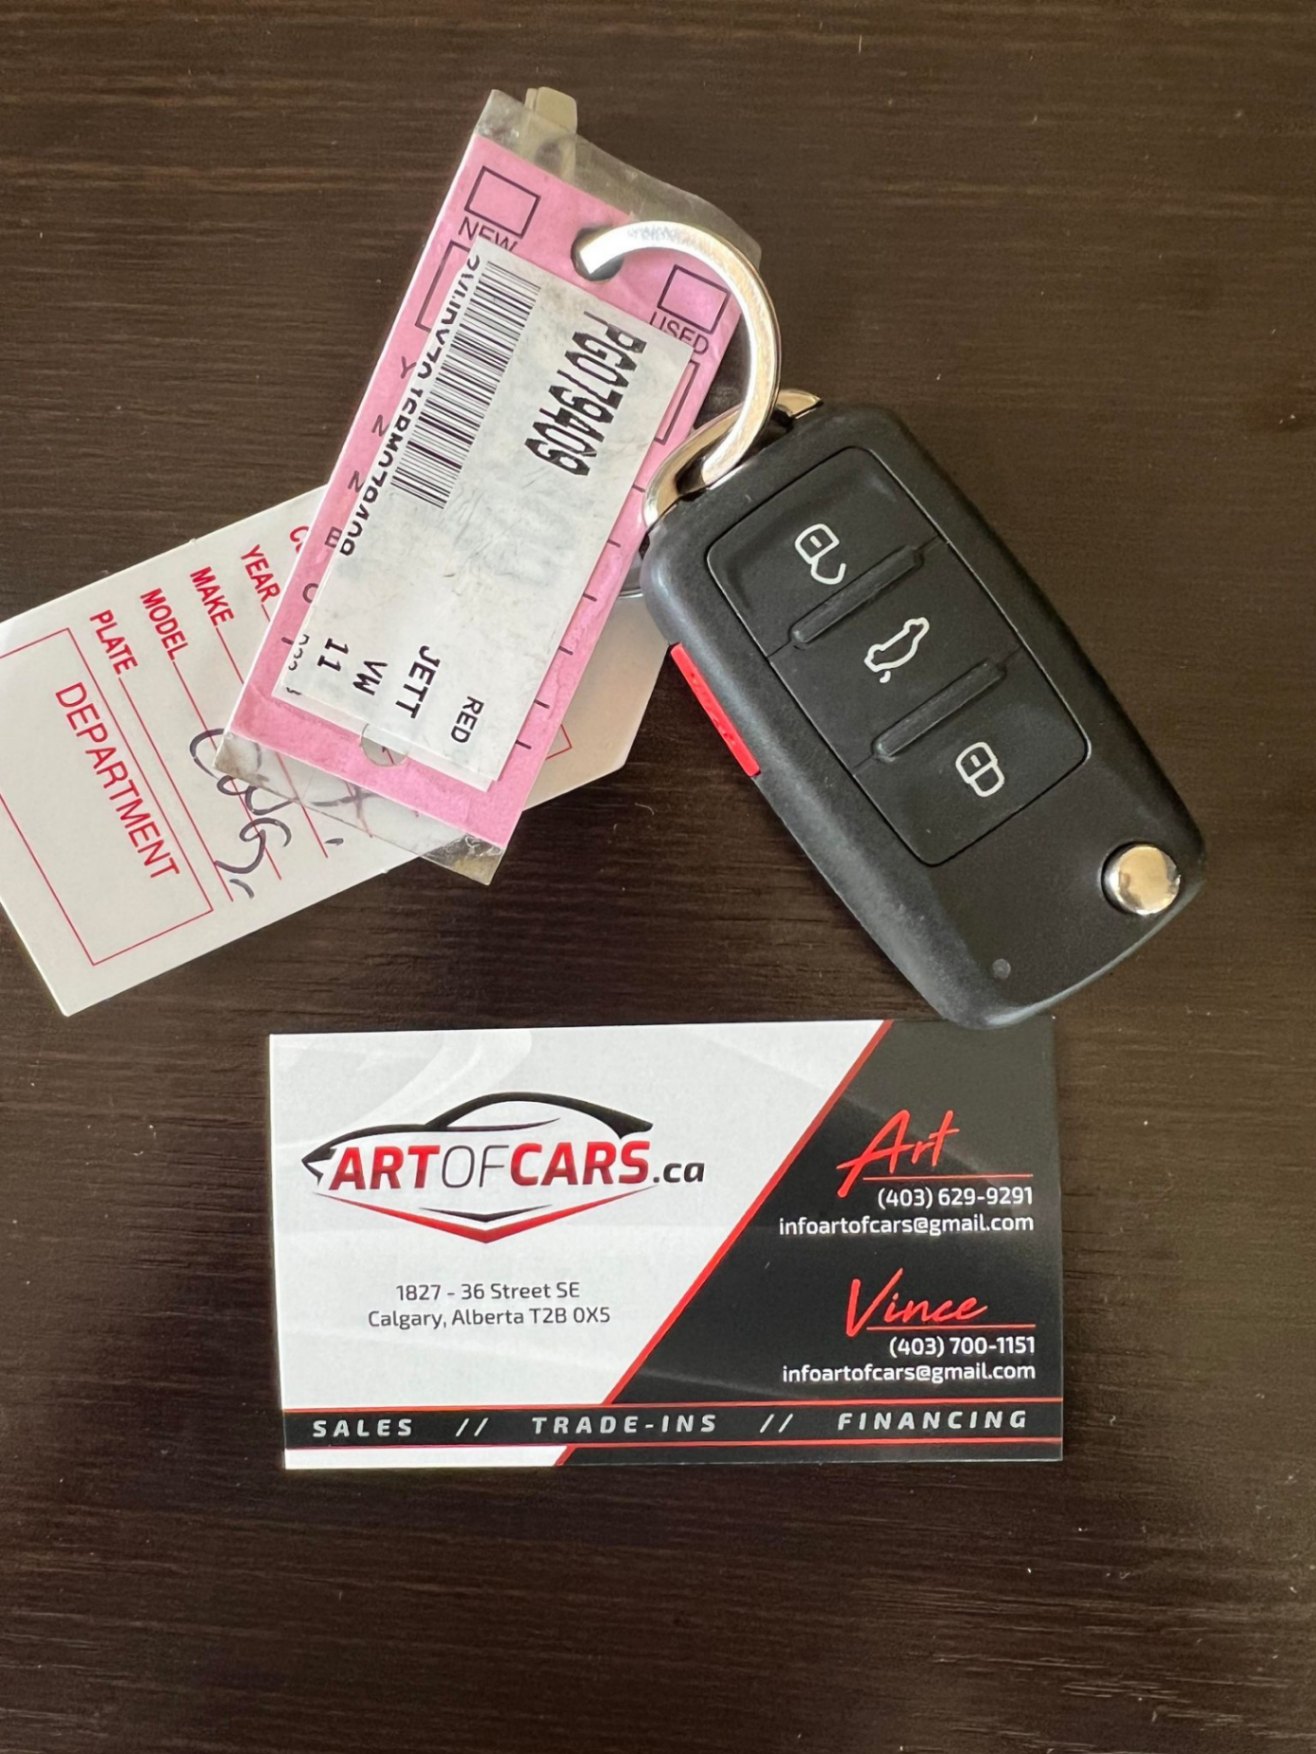 NEW
USED
PG079409
RED
JETT
VW
11
YEAR
MAKE
MODEL
PLATE
DEPARTMENT
ARTOFCARS.ca
1827 - 36 Street SE
Calgary, Alberta T2B 0X5
Art
(403) 629-9291
infoartofcars@gmail.com
Vince
(403) 700-1151
infoartofcars@gmail.com
SALES // TRADE-INS // FINANCING